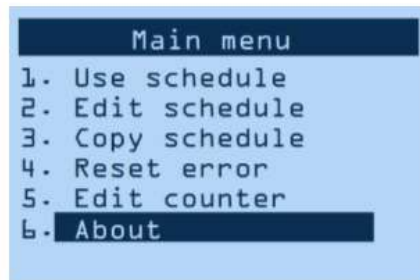 Main menu
1. Use schedule
2. Edit schedule
3. Copy schedule
4. Reset error
5. Edit counter
6. About